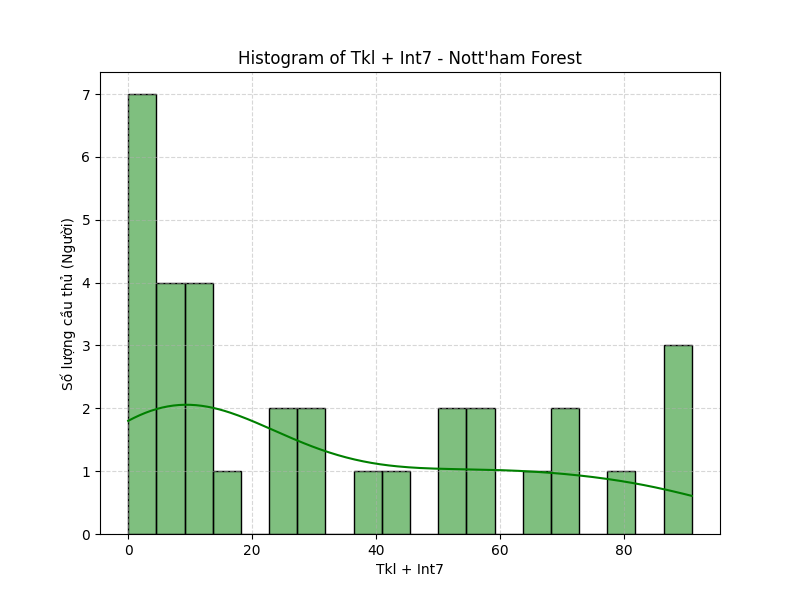 Histogram of Tkl + Int7 - Nott'ham Forest
Số lượng cầu thủ (Người)
7
6
5
4
3
2
1
0
0 20 40 60 80
Tkl + Int7